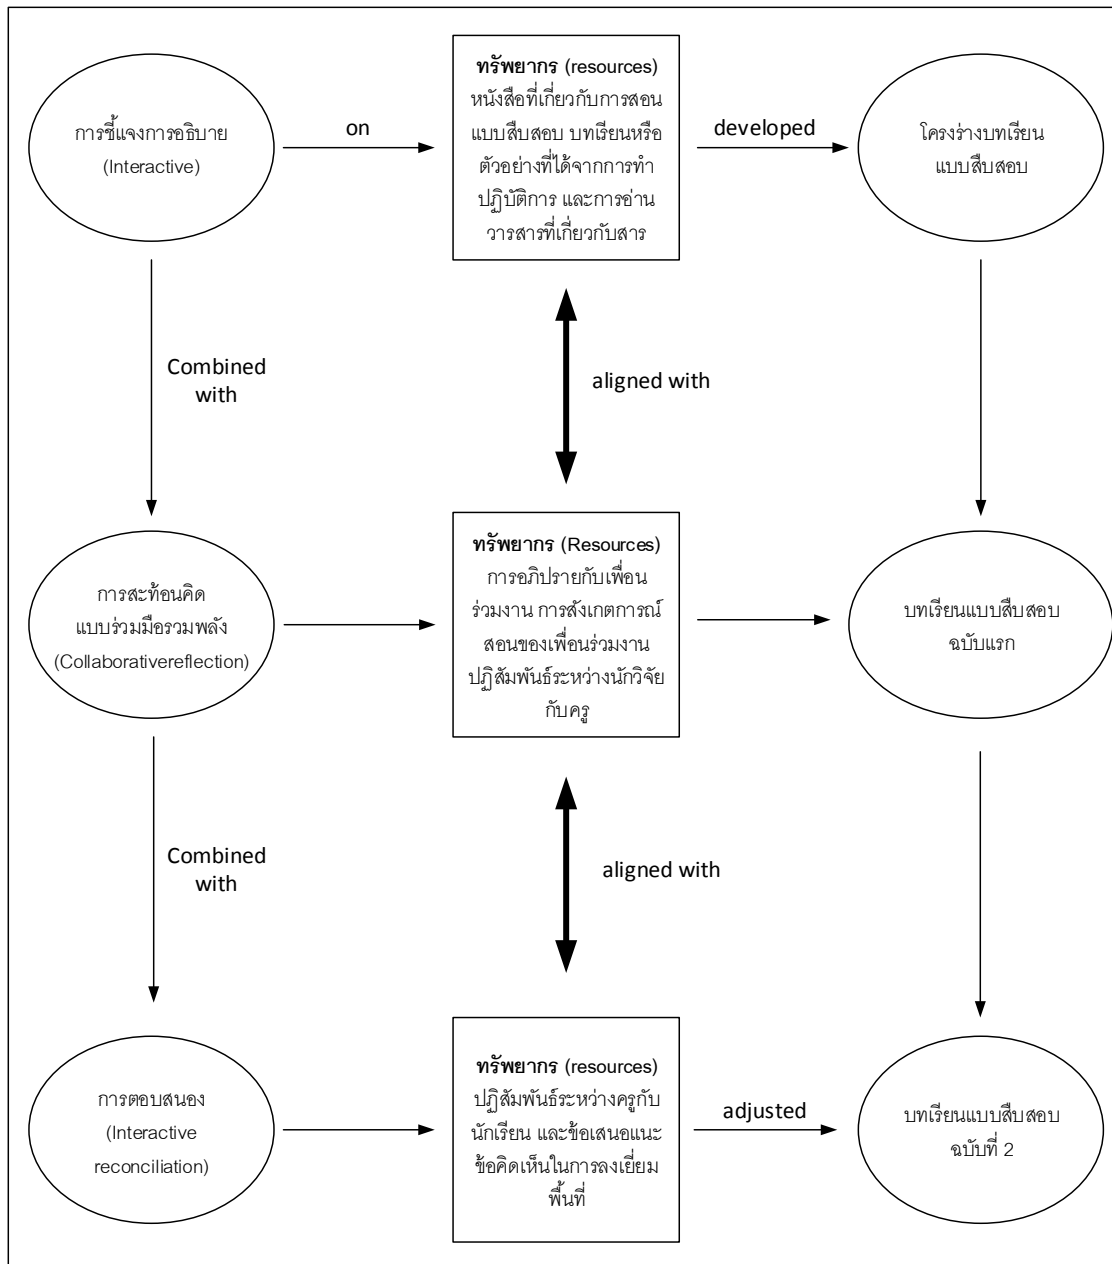 การชี้แจงการอธิบาย
(Interactive)
on
ทรัพยากร (resources)
หนังสือที่เกี่ยวกับการสอน
แบบสืบสอบ บทเรียนหรือ
ตัวอย่างที่ได้จากการทำ
ปฏิบัติการ และการอ่าน
วารสารที่เกี่ยวกับสาร
developed
โครงร่างบทเรียน
แบบสืบสอบ
Combined
with
aligned with
การสะท้อนคิด
แบบร่วมมือรวมพลัง
(Collaborativereflection)
ทรัพยากร (Resources)
การอภิปรายกับเพื่อน
ร่วมงาน การสังเกตการณ์
สอนของเพื่อนร่วมงาน
ปฏิสัมพันธ์ระหว่างนักวิจัย
กับครู
บทเรียนแบบสืบสอบ
ฉบับแรก
Combined
with
aligned with
การตอบสนอง
(Interactive
reconciliation)
ทรัพยากร (resources)
ปฏิสัมพันธ์ระหว่างครูกับ
นักเรียน และข้อเสนอแนะ
ข้อคิดเห็นในการลงเยี่ยม
พื้นที่
adjusted
บทเรียนแบบสืบสอบ
ฉบับที่ 2